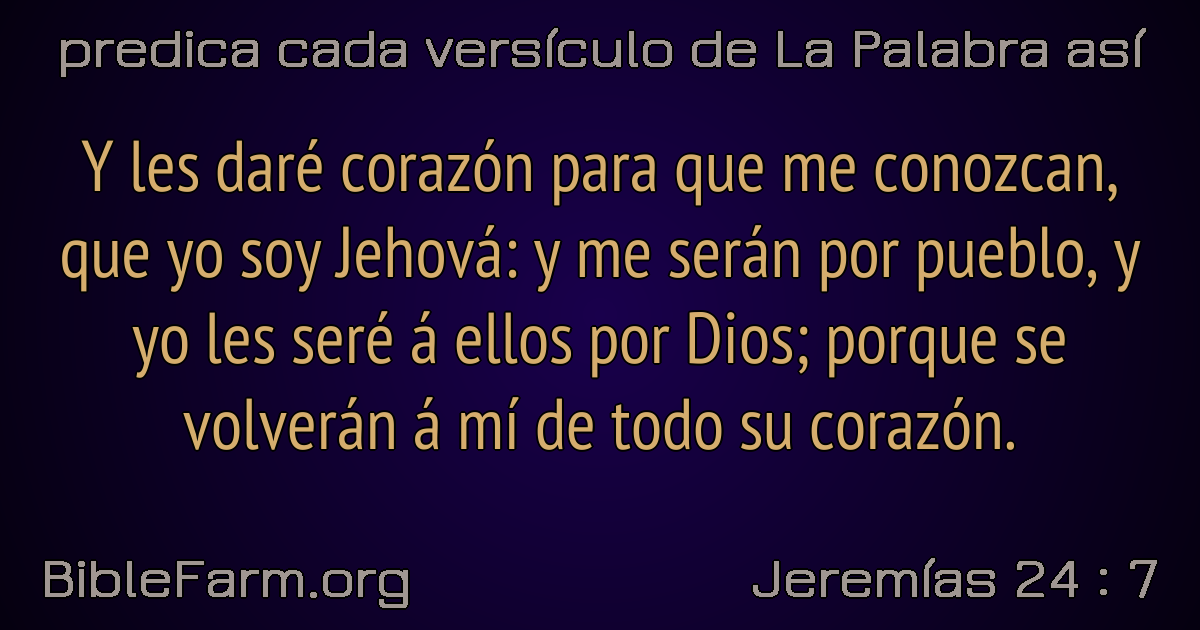 predica cada versículo de La Palabra así
Y les daré corazón para que me conozcan,
que yo soy Jehová: y me serán por pueblo, y
yo les seré á ellos por Dios; porque se
volverán á mí de todo su corazón.
BibleFarm.org
Jeremías 24 : 7